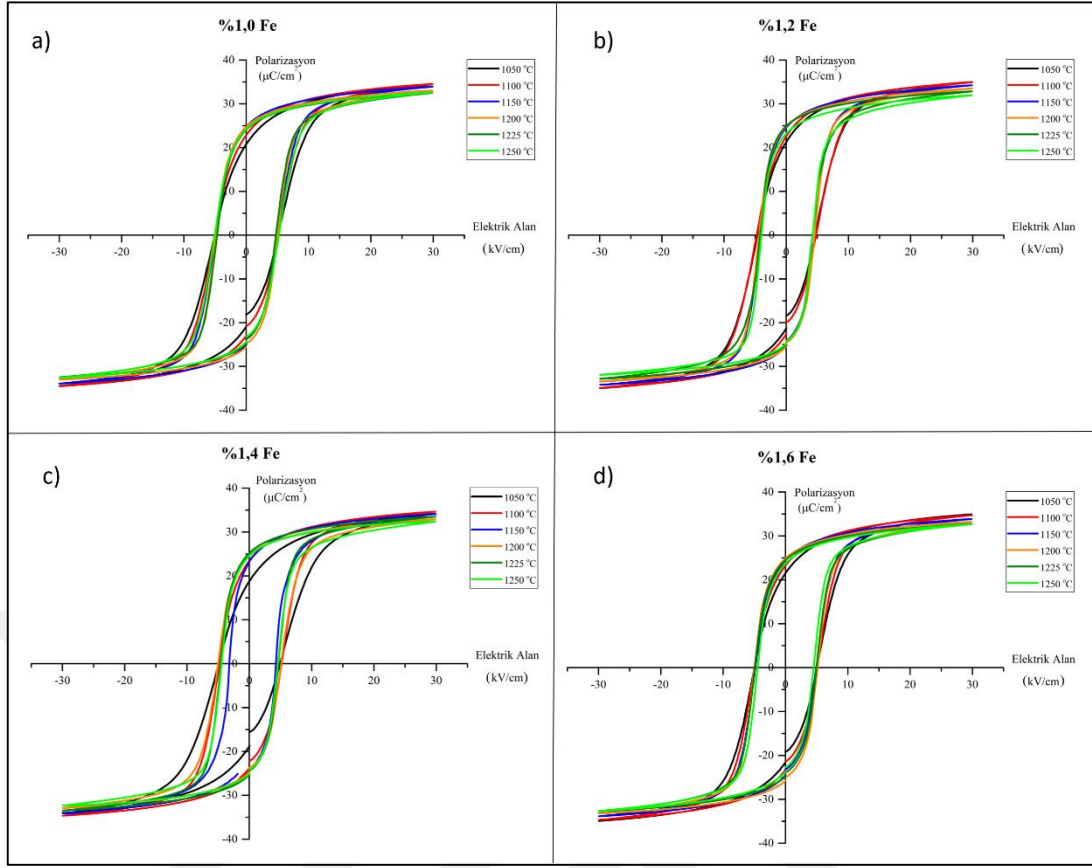 a)
%1,0 Fe
Polarizasyon
(μC/cm²)
1050 °C
1100 °C
1150 °C
1200 °C
1225 °C
1250 °C
40
30
20
10
0
-10
-20
-30
-40
-30
-20
-10
0
10
20
30
Elektrik Alan
(kV/cm)
b)
%1,2 Fe
Polarizasyon
(μC/cm²)
1050 °C
1100 °C
1150 °C
1200 °C
1225 °C
1250 °C
40
30
20
10
0
-10
-20
-30
-40
-30
-20
-10
0
10
20
30
Elektrik Alan
(kV/cm)
c)
%1,4 Fe
Polarizasyon
(μC/cm²)
1050 °C
1100 °C
1150 °C
1200 °C
1225 °C
1250 °C
40
30
20
10
0
-10
-20
-30
-40
-30
-20
-10
0
10
20
30
Elektrik Alan
(kV/cm)
d)
%1,6 Fe
Polarizasyon
(μC/cm²)
1050 °C
1100 °C
1150 °C
1200 °C
1225 °C
1250 °C
40
30
20
10
0
-10
-20
-30
-40
-30
-20
-10
0
10
20
30
Elektrik Alan
(kV/cm)